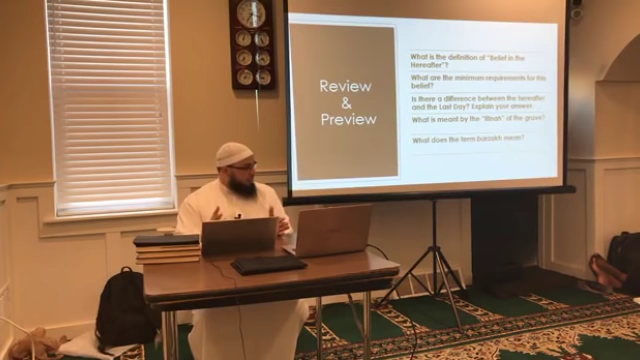 Review
&
Preview
What is the definition of "Belief in the
Hereafter"?
What are the minimum requirements for this
belief?
Is there a difference between the hereafter
and the Last Day? Explain your answer.
What is meant by the "fitnah" of the grave?
What does the term barzakh mean?